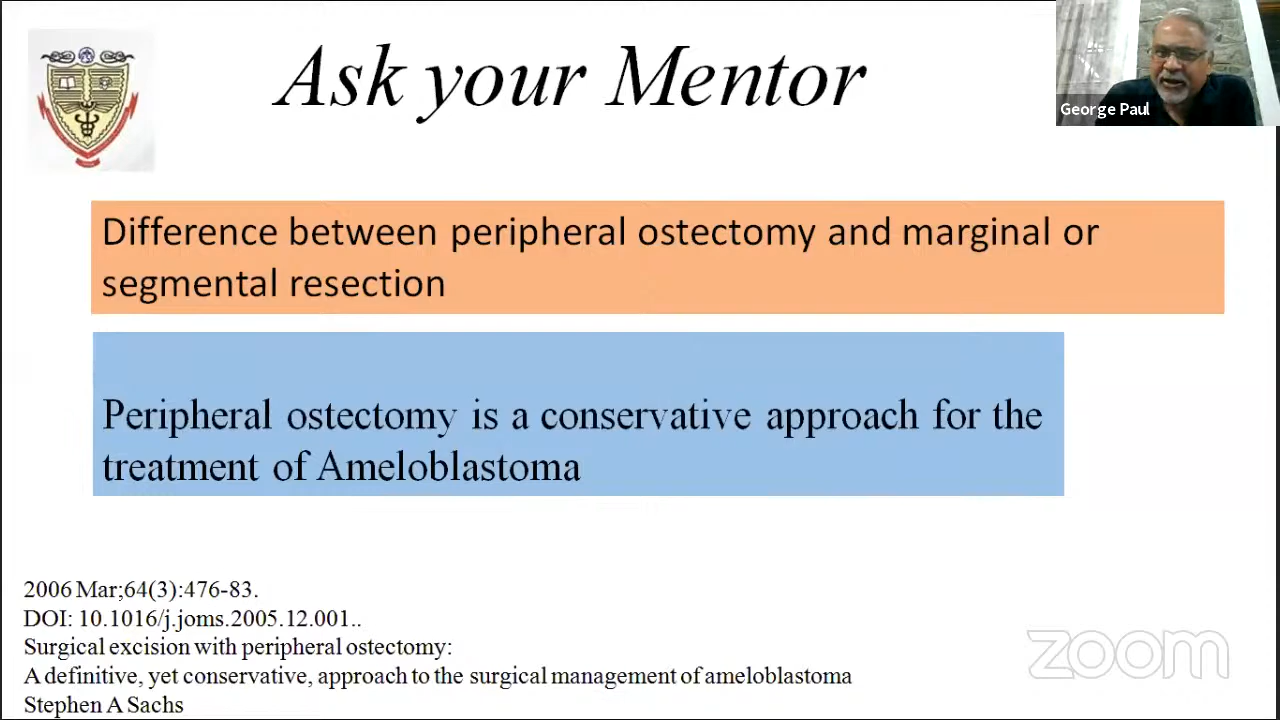 Ask your Mentor
George Paul
Difference between peripheral ostectomy and marginal or
segmental resection
Peripheral ostectomy is a conservative approach for the
treatment of Ameloblastoma
2006 Mar;64(3):476-83.
DOI: 10.1016/j.joms.2005.12.001..
Surgical excision with peripheral ostectomy:
A definitive, yet conservative, approach to the surgical management of ameloblastoma
Stephen A Sachs
zoom